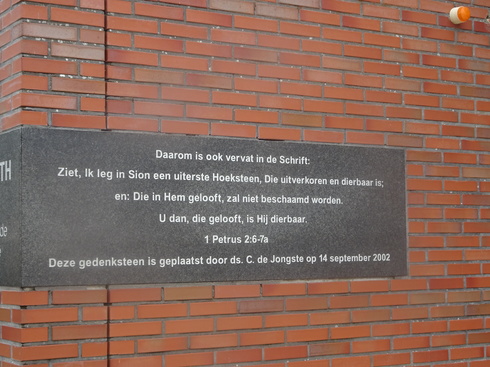 Daarom is ook vervat in de Schrift:
Ziet, Ik leg in Sion een uiterste Hoeksteen, Die uitverkoren en dierbaar is;
en: Die in Hem gelooft, zal niet beschaamd worden.
U dan, die gelooft, is Hij dierbaar.
1 Petrus 2:6-7a
Deze gedenksteen is geplaatst door ds. C. de Jongste op 14 september 2002
TH
de